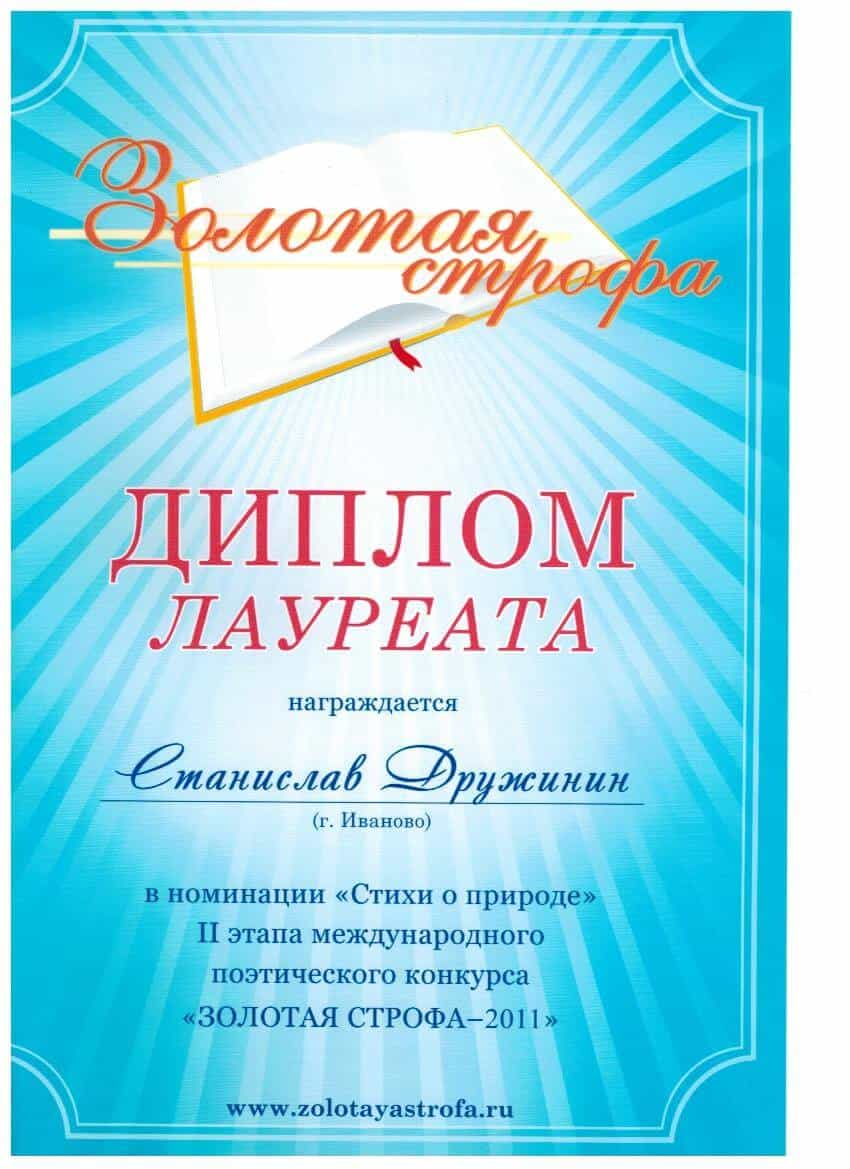 Золотая
строфа
ДИПЛОМ
ЛАУРЕАТА
награждается
Станислав Дружинин
(г. Иваново)
в номинации «Стихи о природе»
II этапа международного
поэтического конкурса
«ЗОЛОТАЯ СТРОФА–2011»
www.zolotayastrofa.ru